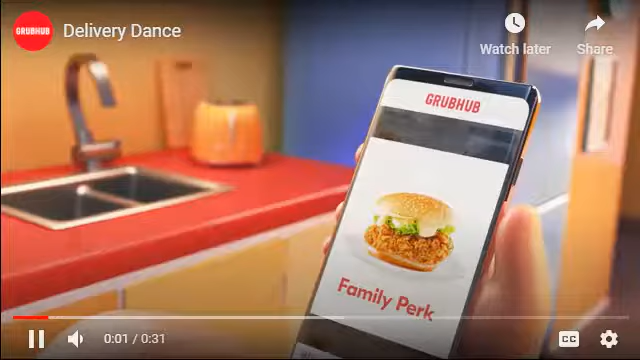 GRUBHUB
Delivery Dance
Watch later
Share
GRUBHUB
Family Perk
0:01 / 0:31
CC